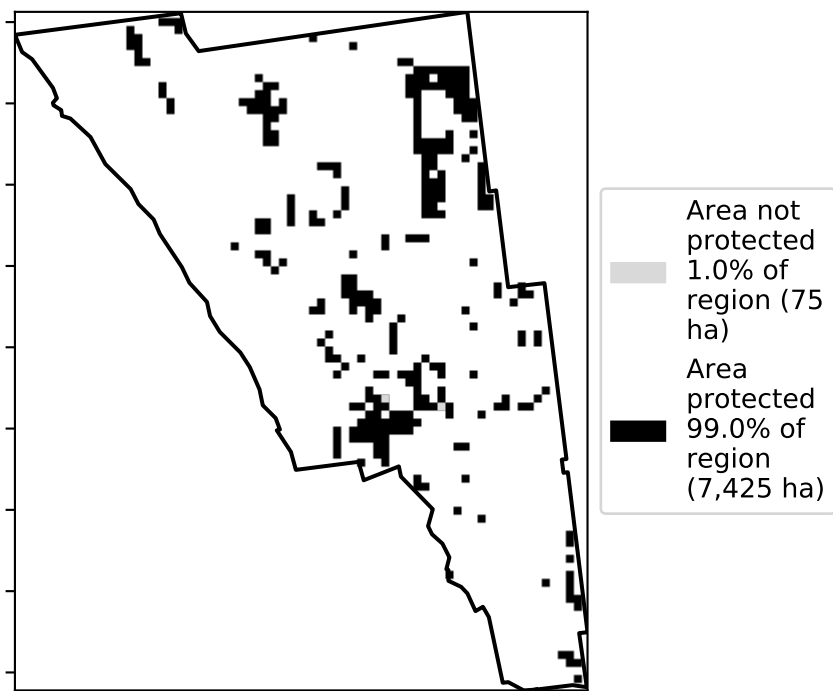 Area not
protected
1.0% of
region (75
ha)
Area
protected
99.0% of
region
(7,425 ha)